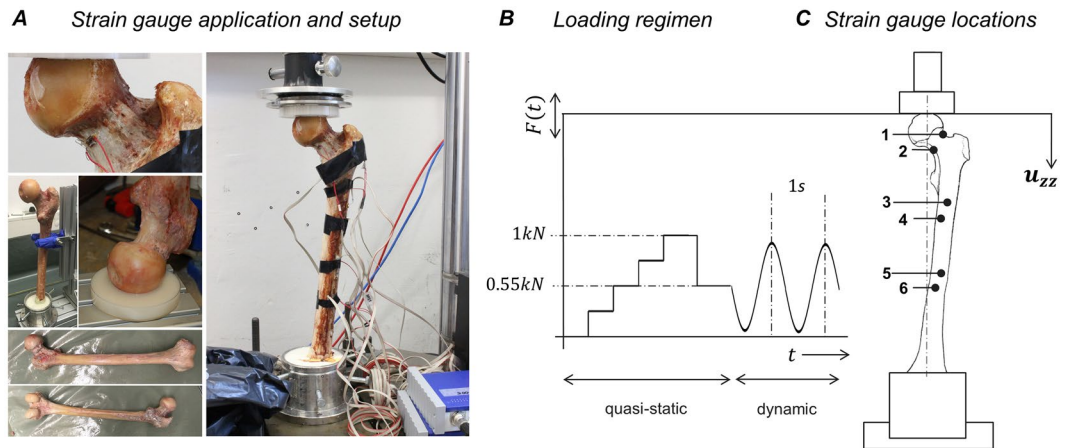 A Strain gauge application and setup
B Loading regimen
C Strain gauge locations
F(t)
1kN
0.55kN
1s
t
quasi-static
dynamic
1
2
3
4
5
6
u_zz